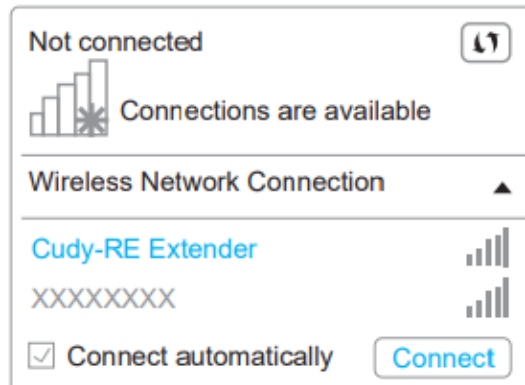 Not connected
Connections are available
Wireless Network Connection
Cudy-RE Extender
XXXXXXXX
Connect automatically
Connect